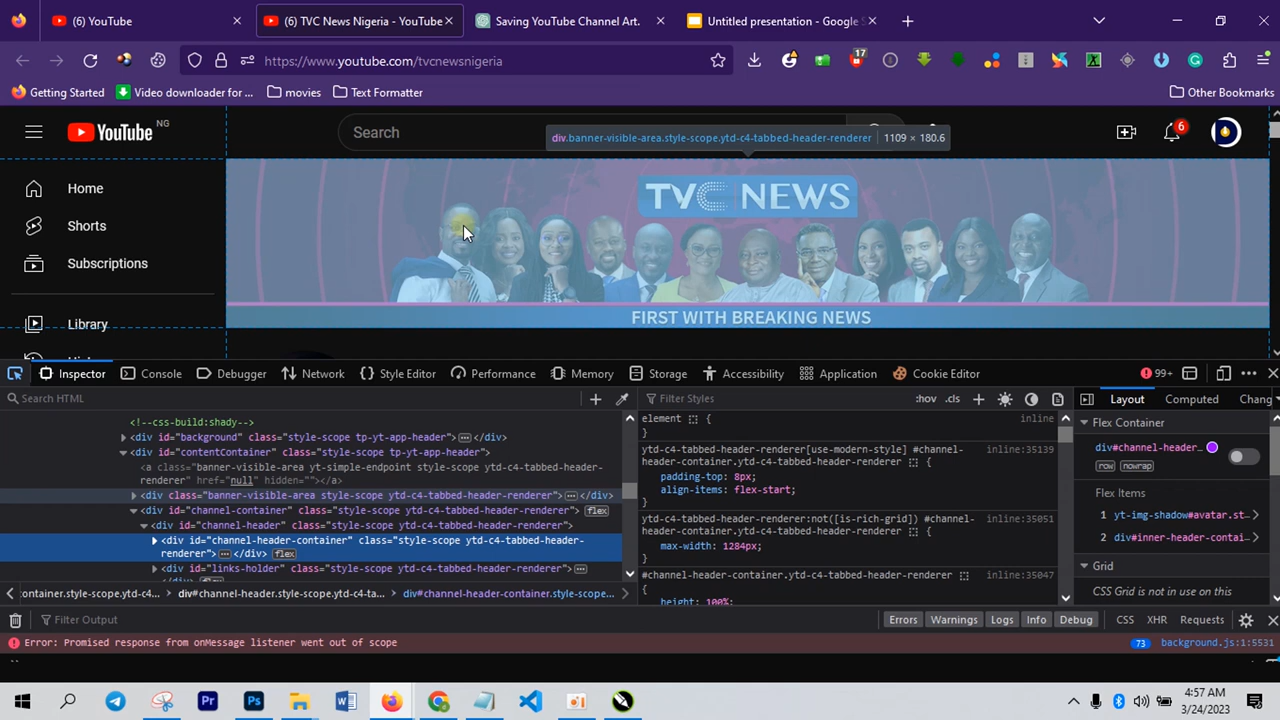 (6) YouTube
(6) TVC News Nigeria - YouTube
Saving YouTube Channel Art.
Untitled presentation - Google S
https://www.youtube.com/tvcnewsnigeria
17
Getting Started
Video downloader for ...
movies
Text Formatter
Other Bookmarks
YouTube NG
Search
div.banner-visible-area.style-scope.ytd-c4-tabbed-header-renderer
1109 × 180.6
6
Home
Shorts
Subscriptions
Library
TVC NEWS
FIRST WITH BREAKING NEWS
Inspector
Console
Debugger
Network
Style Editor
Performance
Memory
Storage
Accessibility
Application
Cookie Editor
99+
Search HTML
<!--css-build:shady-->
<div id="background" class="style-scope tp-yt-app-header"></div>
<div id="contentContainer" class="style-scope tp-yt-app-header">
<a class="banner-visible-area yt-simple-endpoint style-scope ytd-c4-tabbed-header-
renderer" href="null" hidden=""></a>
<div class="banner-visible-area style-scope ytd-c4-tabbed-header-renderer"></div>
<div id="channel-container" class="style-scope ytd-c4-tabbed-header-renderer"> flex
<div id="channel-header" class="style-scope ytd-c4-tabbed-header-renderer">
<div id="channel-header-container" class="style-scope ytd-c4-tabbed-header-
renderer"></div> flex
<div id="links-holder" class="style-scope ytd-c4-tabbed-header-renderer">
</div> flex
ontainer.style-scope.ytd-c4...
div#channel-header.style-scope.ytd-c4-ta...
div#channel-header-container.style-scope...
Filter Styles
:hov
.cls
element {
inline
}
ytd-c4-tabbed-header-renderer[use-modern-style] #channel-
inline:35139
header-container.ytd-c4-tabbed-header-renderer {
padding-top: 8px;
align-items: flex-start;
}
ytd-c4-tabbed-header-renderer:not([is-rich-grid]) #channel-
inline:35051
header-container.ytd-c4-tabbed-header-renderer {
max-width: 1284px;
}
#channel-header-container.ytd-c4-tabbed-header-renderer {
inline:35047
height: 100%;
Layout
Computed
Chang
Flex Container
div#channel-header...
row
nowrap
Flex Items
1 yt-img-shadow#avatar.st...
2 div#inner-header-contai...
Grid
CSS Grid is not in use on this
Filter Output
Errors
Warnings
Logs
Info
Debug
CSS
XHR
Requests
Error: Promised response from onMessage listener went out of scope
73
background.js:1:5531
Pr
Ps
W
4:57 AM
3/24/2023